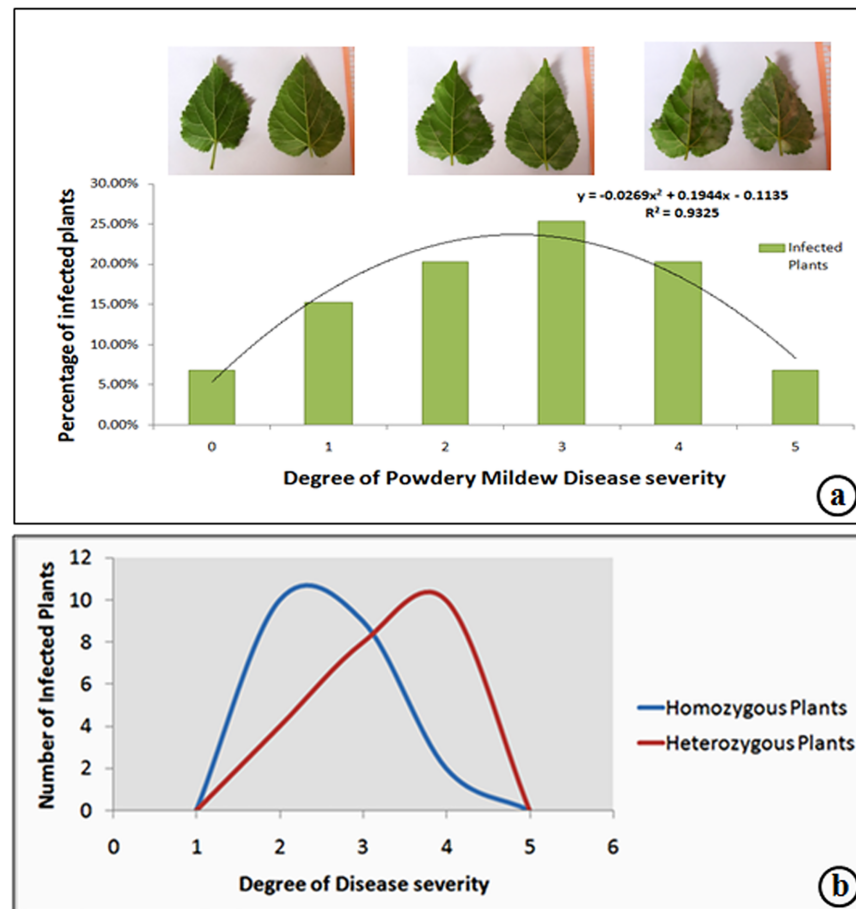 y = -0.0269x² + 0.1944x - 0.1135
R² = 0.9325
30.00%
25.00%
20.00%
15.00%
10.00%
5.00%
0.00%
Percentage of infected plants
Infected
Plants
0 1 2 3 4 5
Degree of Powdery Mildew Disease severity
a
12
10
8
6
4
2
0
Number of Infected Plants
Homozygous Plants
Heterozygous Plants
0 1 2 3 4 5 6
Degree of Disease severity
b